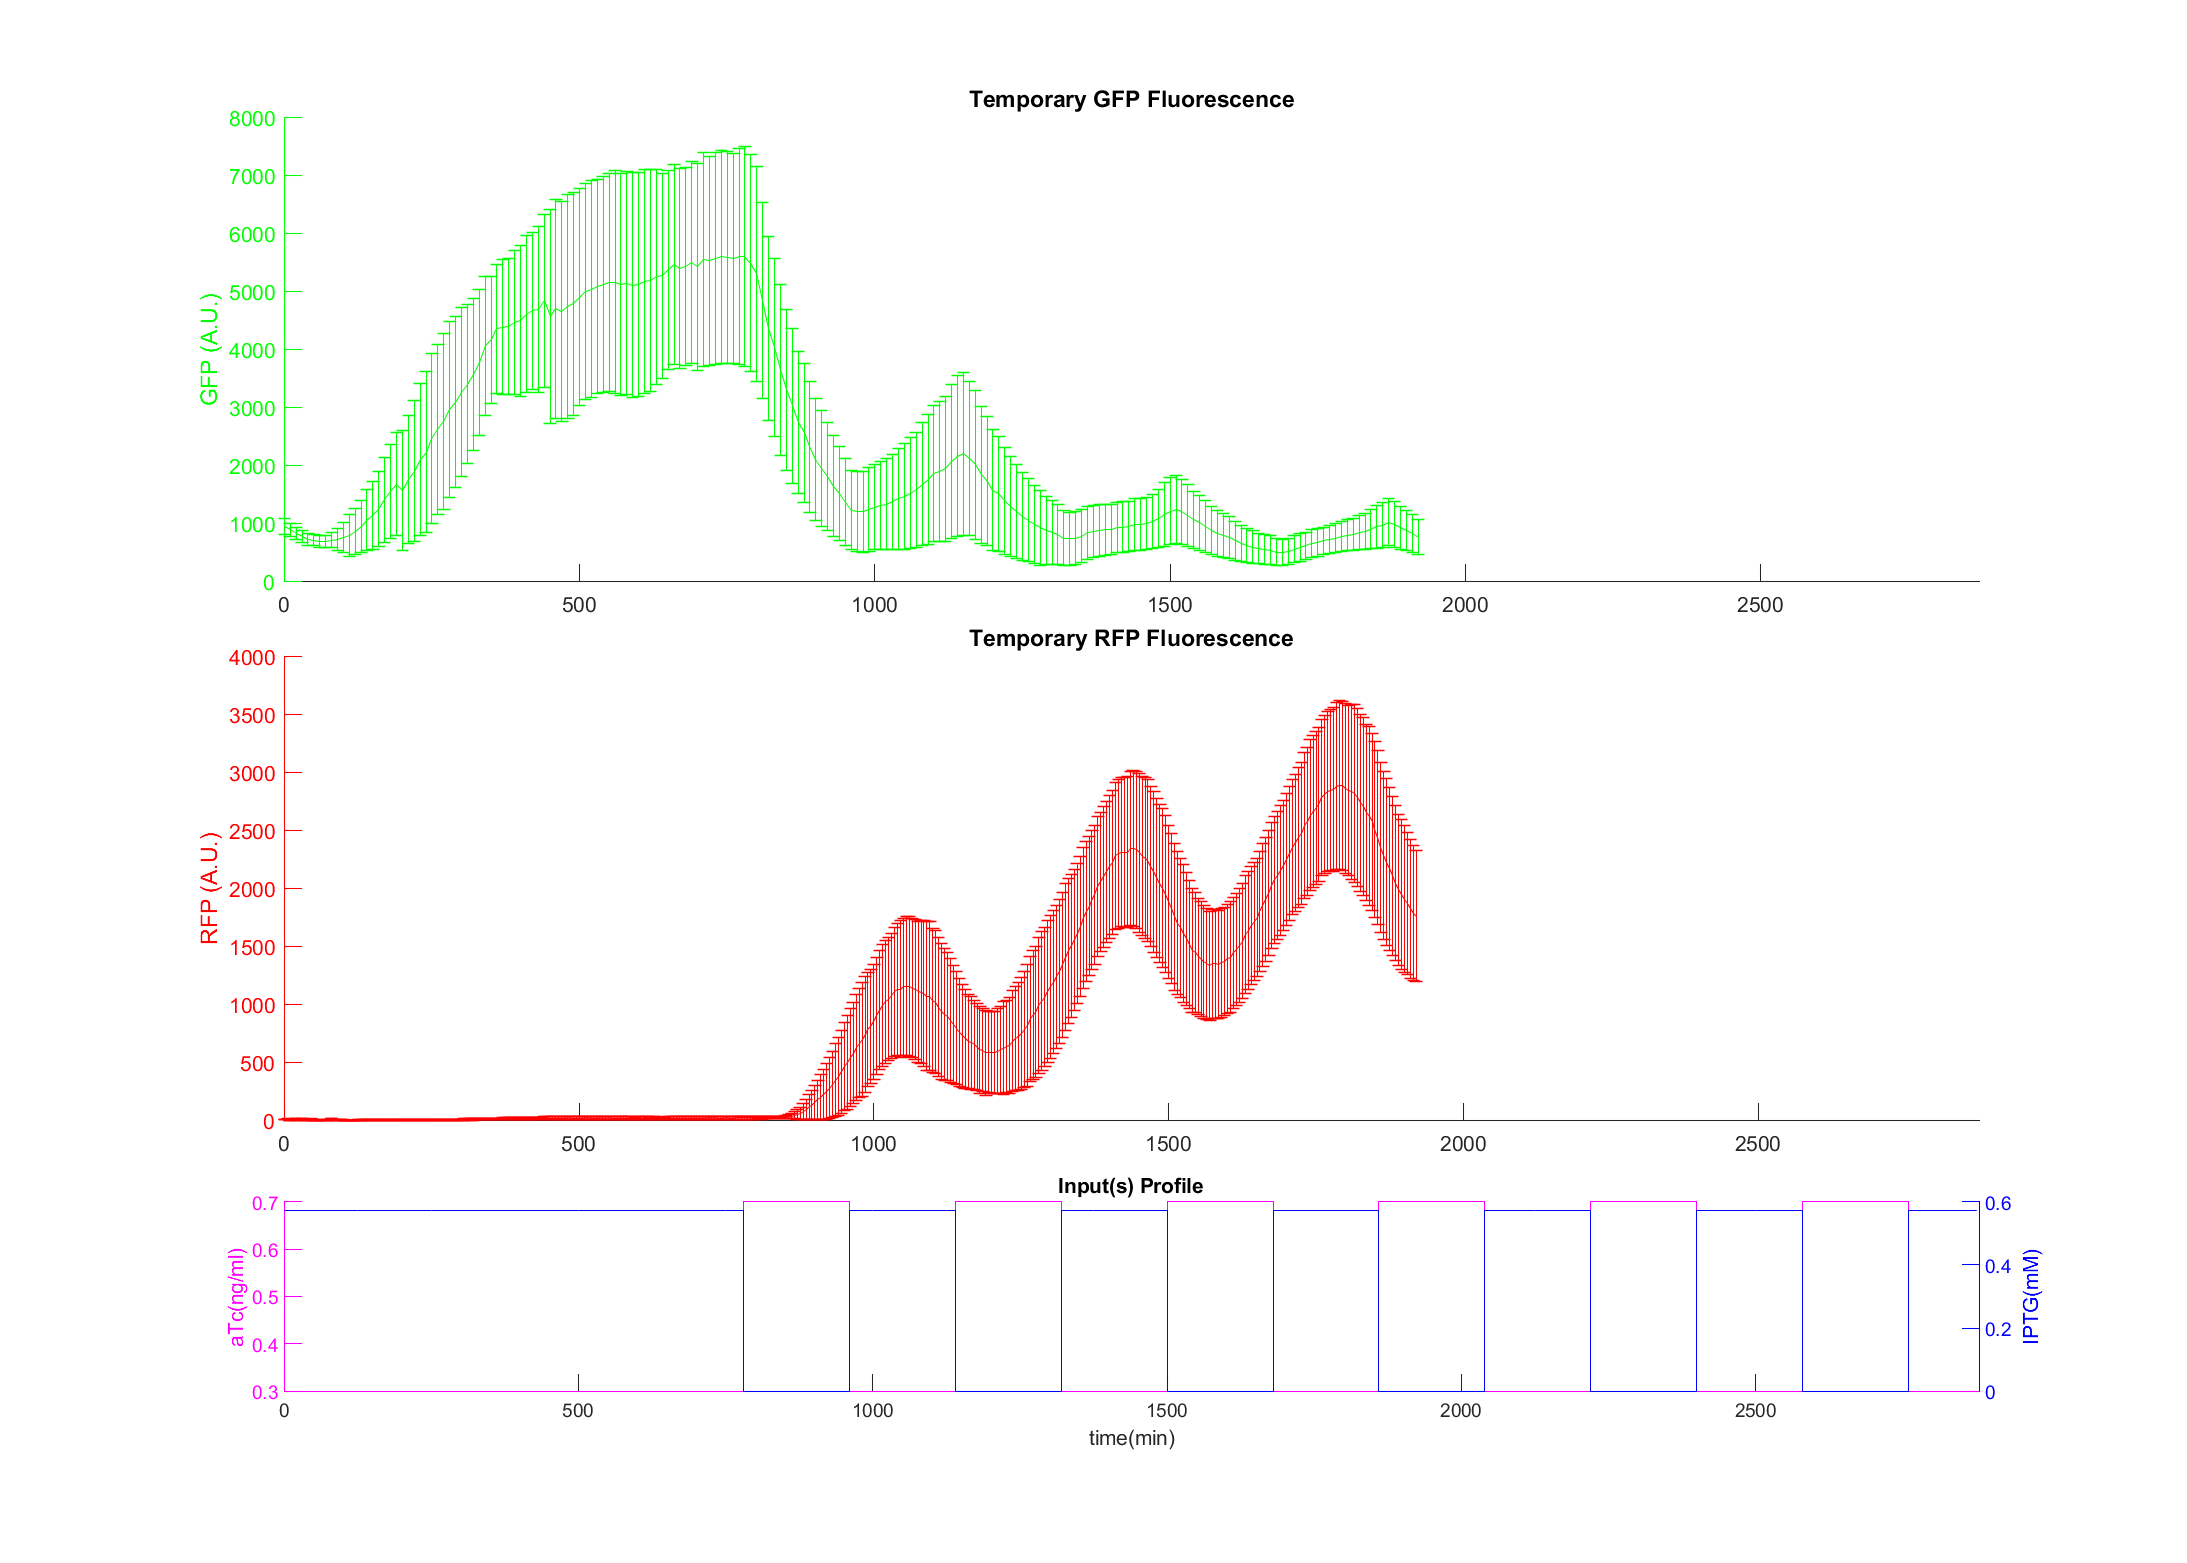 Temporary GFP Fluorescence
8000
7000
6000
5000
4000
3000
2000
1000
0
GFP (A.U.)
0 500 1000 1500 2000 2500
Temporary RFP Fluorescence
4000
3500
3000
2500
2000
1500
1000
500
0
RFP (A.U.)
0 500 1000 1500 2000 2500
Input(s) Profile
0.7
0.6
0.5
0.4
0.3
aTc(ng/ml)
0.6
0.4
0.2
0
IPTG(mM)
0 500 1000 1500 2000 2500
time(min)